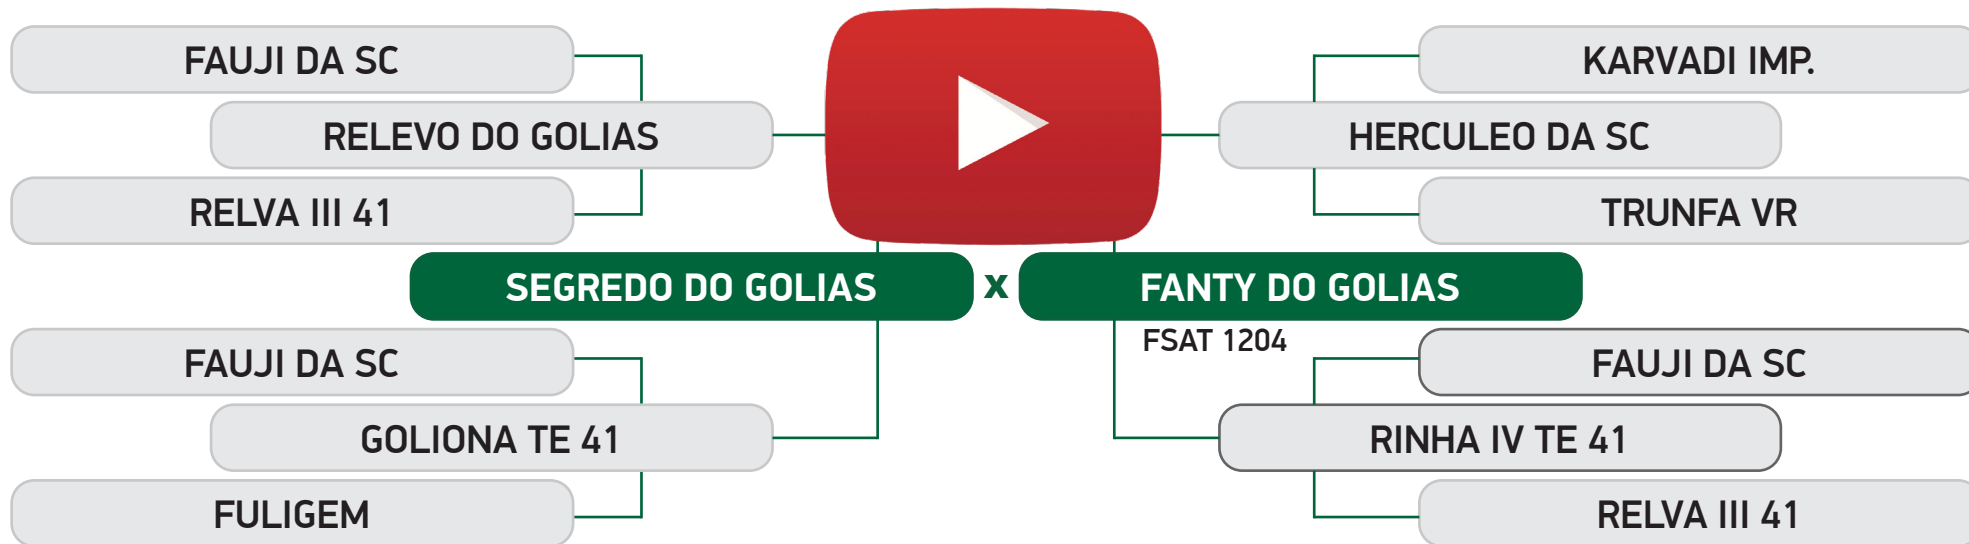 FAUJI DA SC
KARVADI IMP.
RELEVO DO GOLIAS
HERCULEO DA SC
RELVA III 41
TRUNFA VR
SEGREDO DO GOLIAS x FANTY DO GOLIAS
FSAT 1204
FAUJI DA SC
FAUJI DA SC
GOLIONA TE 41
RINHA IV TE 41
FULIGEM
RELVA III 41